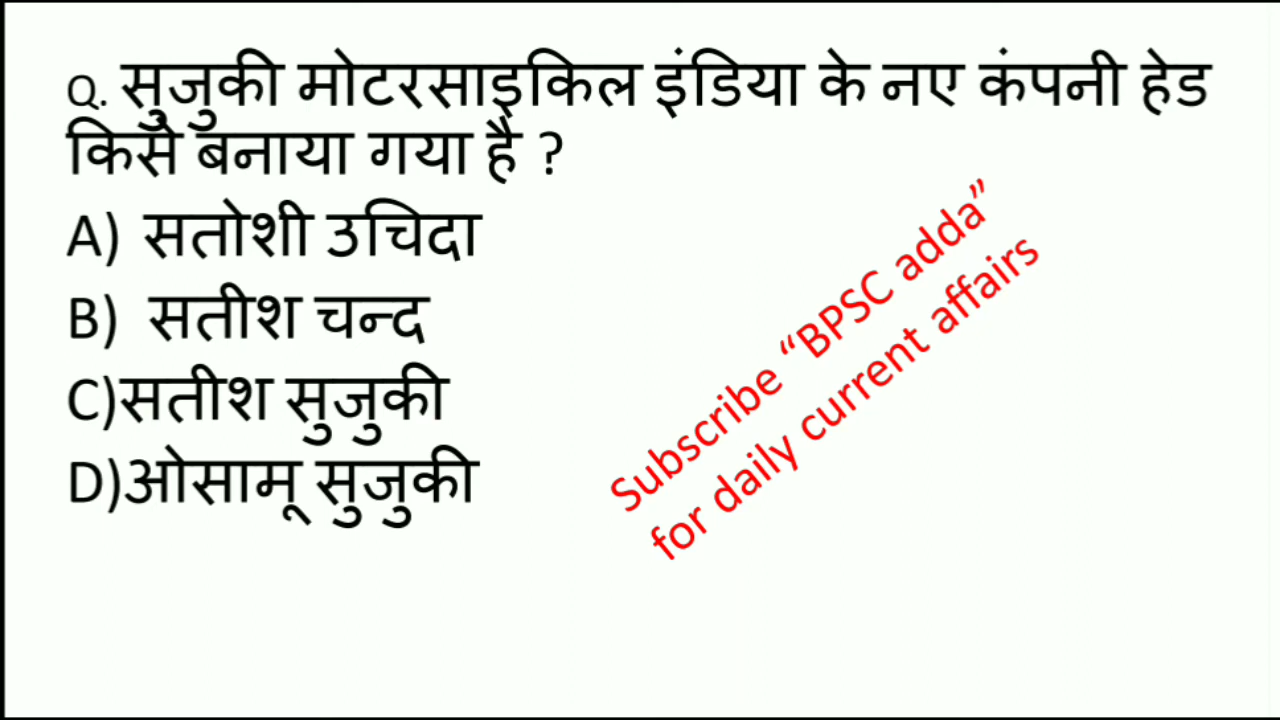 Q. सुजुकी मोटरसाइकिल इंडिया के नए कंपनी हेड
किसे बनाया गया है ?
A) सतोशी उचिदा
B) सतीश चन्द
C)सतीश सुजुकी
D)ओसामू सुजुकी
Subscribe “BPSC adda”
for daily current affairs